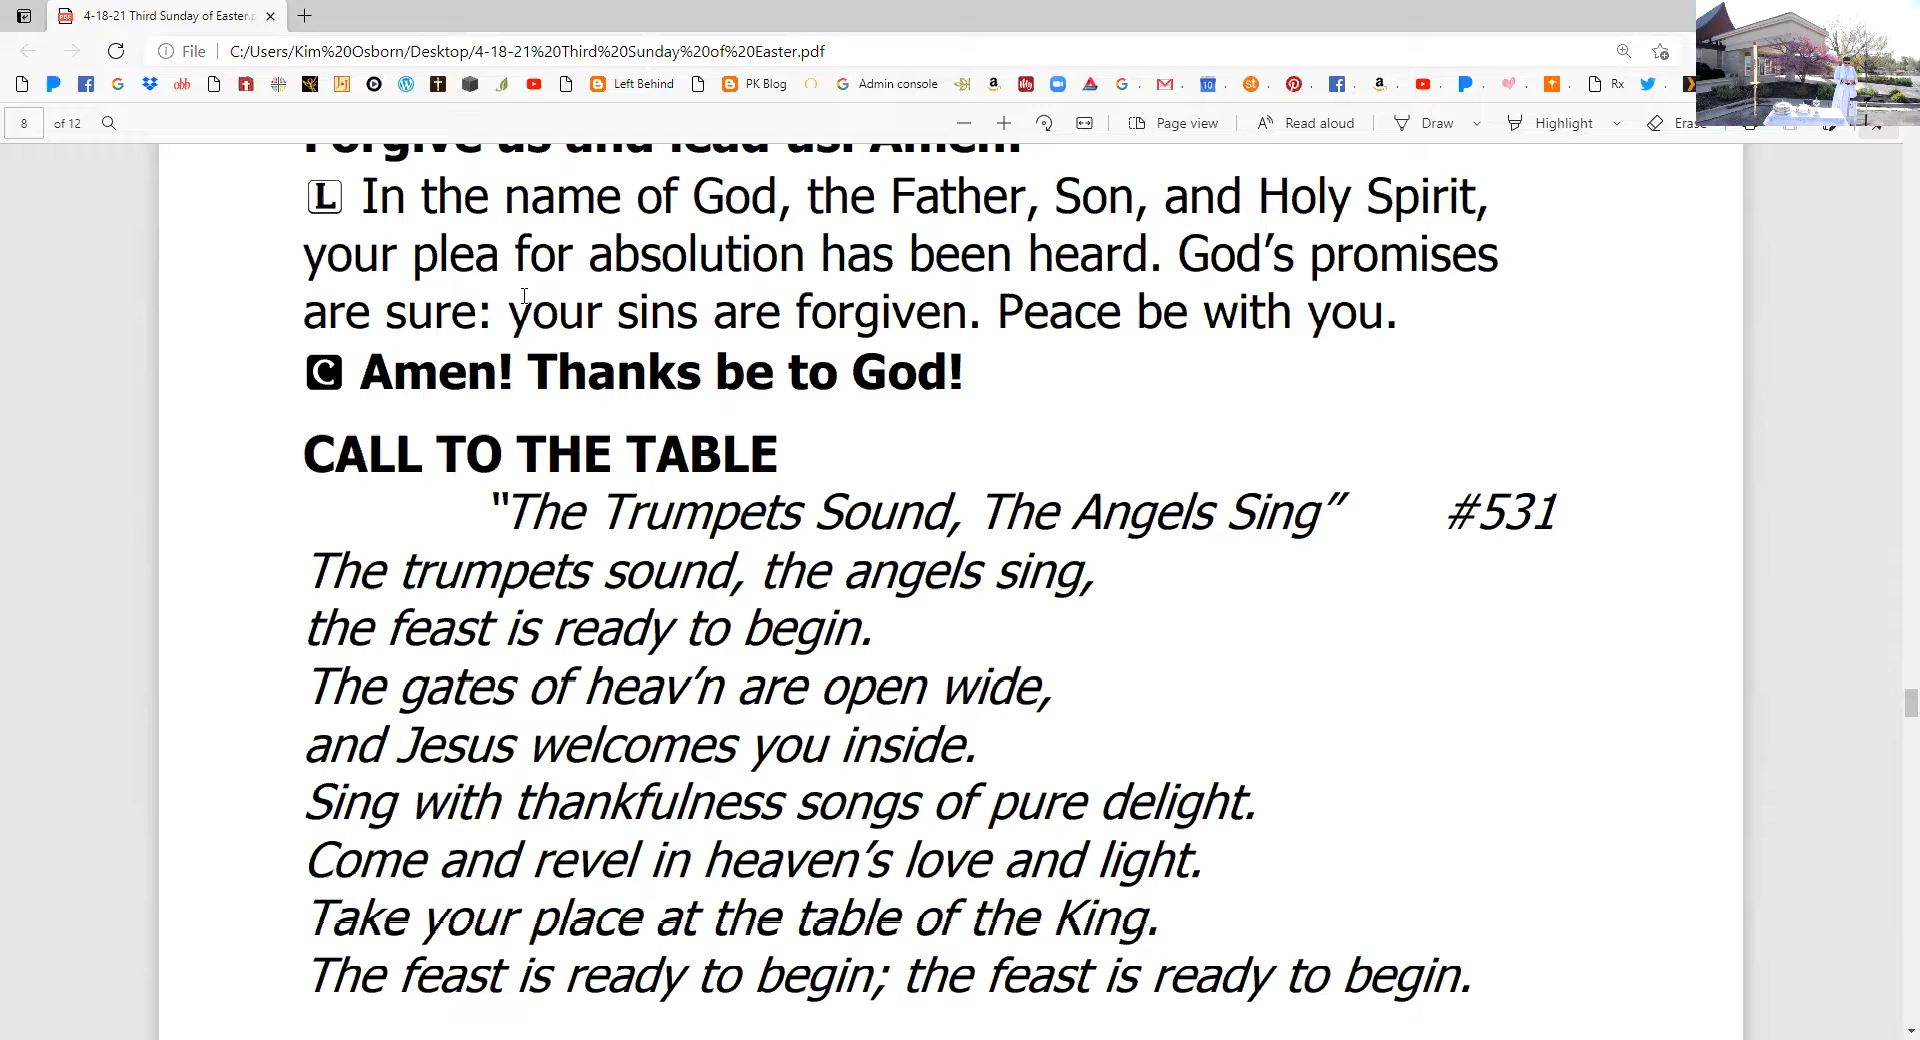 4-18-21 Third Sunday of Easter.p
File C:/Users/Kim%20Osborn/Desktop/4-18-21%20Third%20Sunday%20of%20Easter.pdf
Left Behind PK Blog Admin console Rx
8 of 12 Page view Read aloud Draw Highlight Erase
Forgive us and lead us. Amen.
L In the name of God, the Father, Son, and Holy Spirit,
your plea for absolution has been heard. God’s promises
are sure: your sins are forgiven. Peace be with you.
C Amen! Thanks be to God!
CALL TO THE TABLE
“The Trumpets Sound, The Angels Sing” #531
The trumpets sound, the angels sing,
the feast is ready to begin.
The gates of heav’n are open wide,
and Jesus welcomes you inside.
Sing with thankfulness songs of pure delight.
Come and revel in heaven’s love and light.
Take your place at the table of the King.
The feast is ready to begin; the feast is ready to begin.